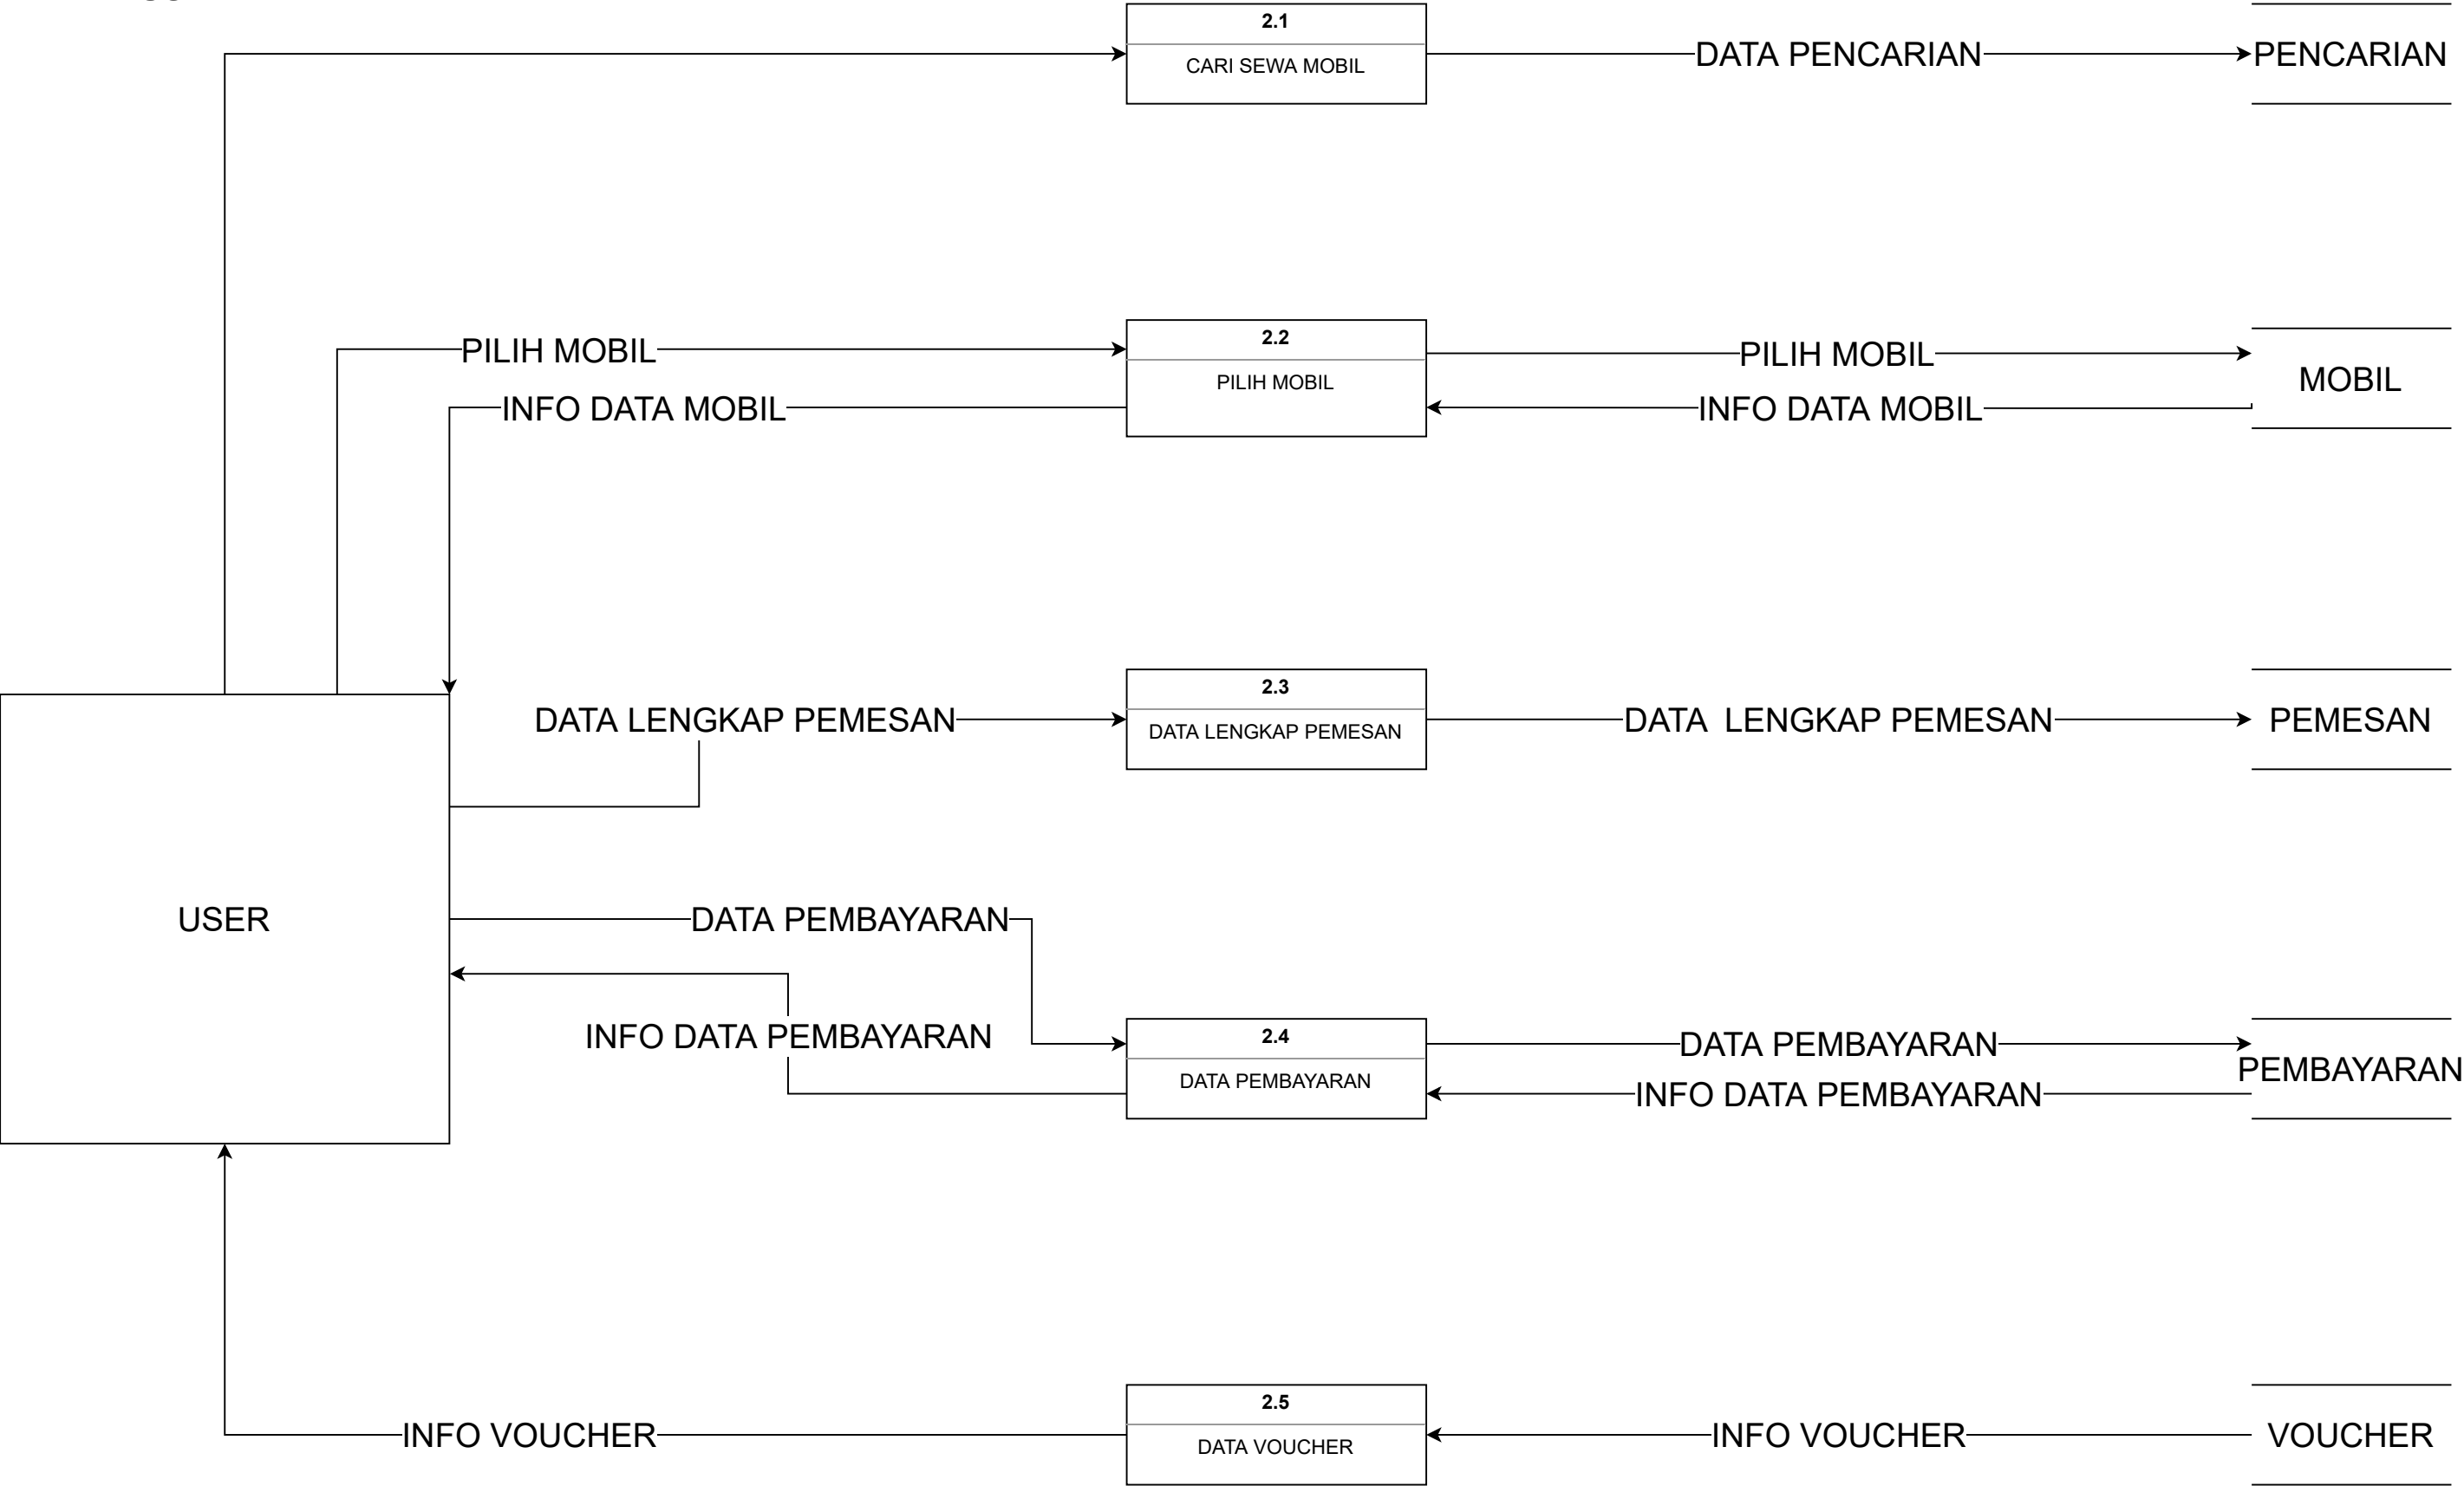 2.1
CARI SEWA MOBIL
DATA PENCARIAN
PENCARIAN
PILIH MOBIL
2.2
PILIH MOBIL
PILIH MOBIL
MOBIL
INFO DATA MOBIL
INFO DATA MOBIL
DATA LENGKAP PEMESAN
2.3
DATA LENGKAP PEMESAN
DATA  LENGKAP PEMESAN
PEMESAN
USER
DATA PEMBAYARAN
INFO DATA PEMBAYARAN
2.4
DATA PEMBAYARAN
DATA PEMBAYARAN
PEMBAYARAN
INFO DATA PEMBAYARAN
INFO VOUCHER
2.5
DATA VOUCHER
INFO VOUCHER
VOUCHER